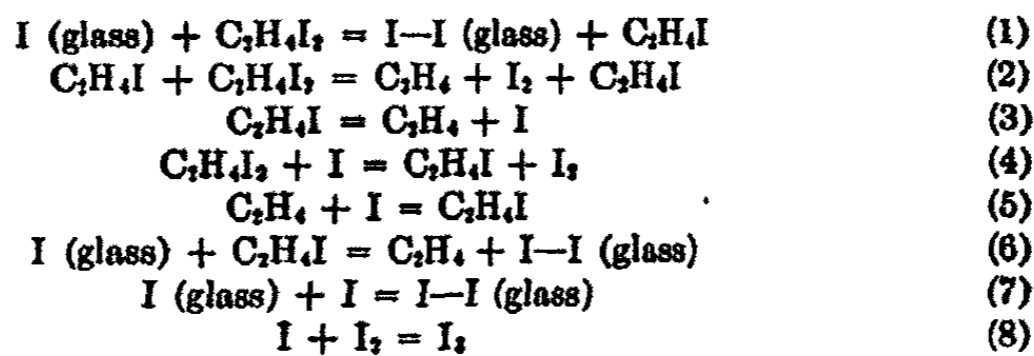 I (glass) + C₂H₄I₂ = I—I (glass) + C₂H₄I (1)
C₂H₄I + C₂H₄I₂ = C₂H₄ + I₂ + C₂H₄I (2)
C₂H₄I = C₂H₄ + I (3)
C₂H₄I₂ + I = C₂H₄I + I₂ (4)
C₂H₄ + I = C₂H₄I (5)
I (glass) + C₂H₄I = C₂H₄ + I—I (glass) (6)
I (glass) + I = I—I (glass) (7)
I + I₂ = I₃ (8)